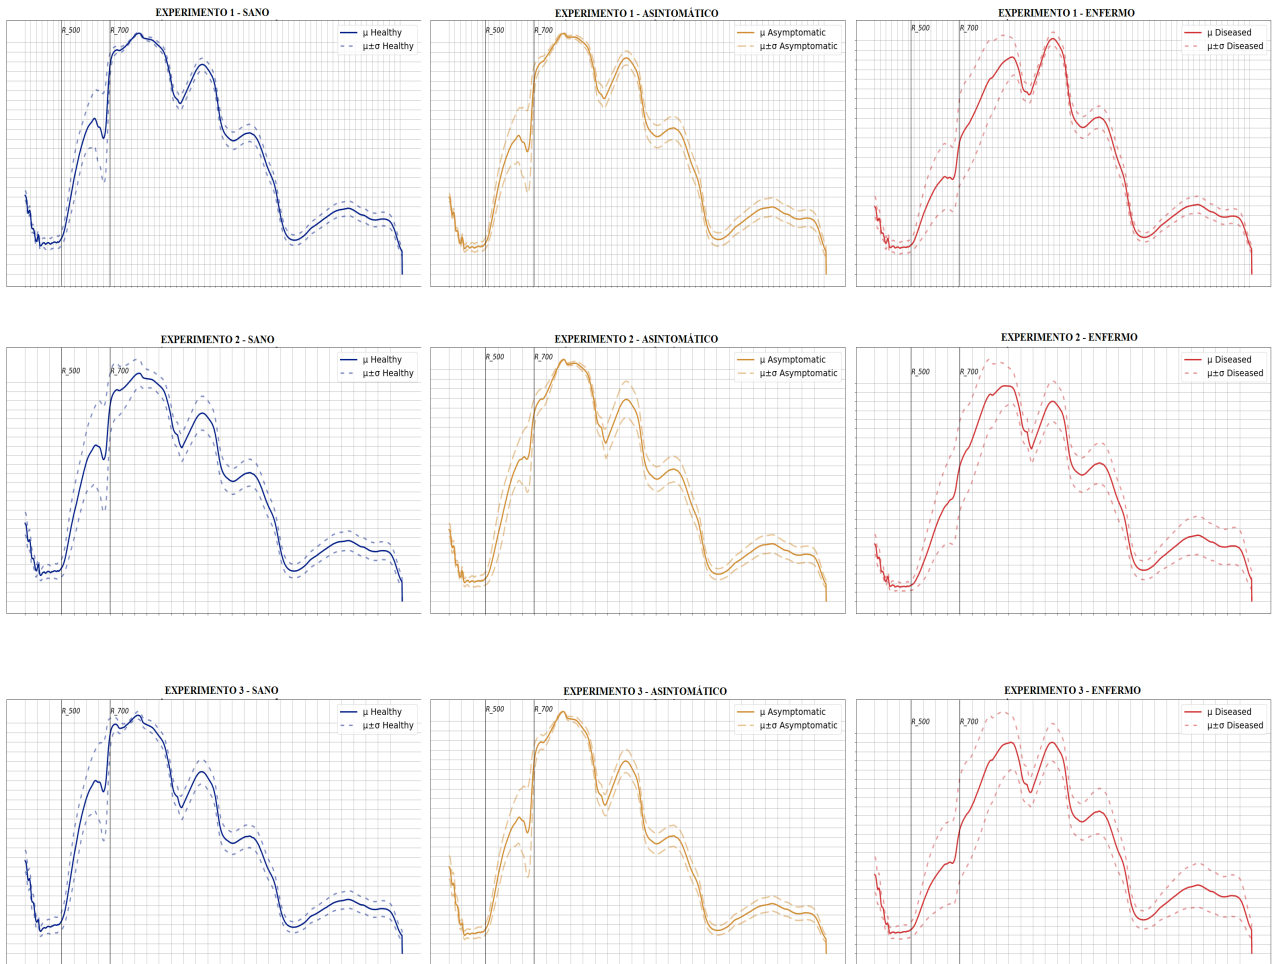 EXPERIMENTO 1 - SANO
R_500
R_700
μ Healthy
μ±σ Healthy
EXPERIMENTO 1 - ASINTOMÁTICO
R_500
R_700
μ Asymptomatic
μ±σ Asymptomatic
EXPERIMENTO 1 - ENFERMO
R_500
R_700
μ Diseased
μ±σ Diseased
EXPERIMENTO 2 - SANO
R_500
R_700
μ Healthy
μ±σ Healthy
EXPERIMENTO 2 - ASINTOMÁTICO
R_500
R_700
μ Asymptomatic
μ±σ Asymptomatic
EXPERIMENTO 2 - ENFERMO
R_500
R_700
μ Diseased
μ±σ Diseased
EXPERIMENTO 3 - SANO
R_500
R_700
μ Healthy
μ±σ Healthy
EXPERIMENTO 3 - ASINTOMÁTICO
R_500
R_700
μ Asymptomatic
μ±σ Asymptomatic
EXPERIMENTO 3 - ENFERMO
R_500
R_700
μ Diseased
μ±σ Diseased